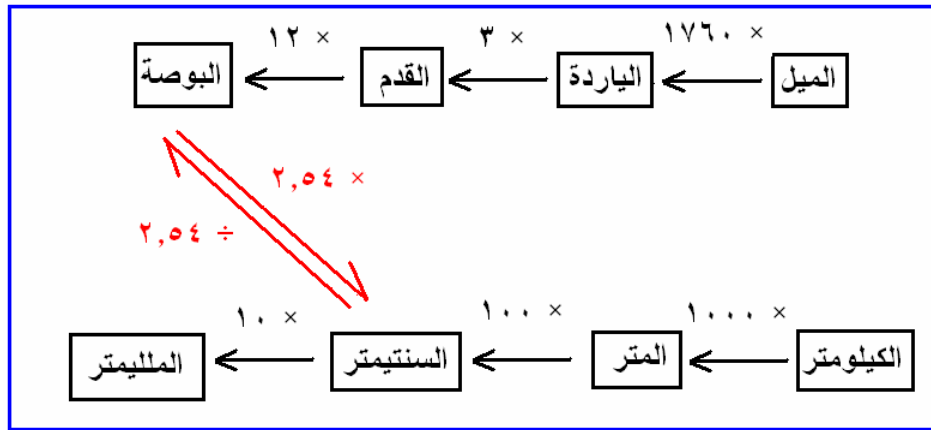 × ١٧٦٠
× ٣
× ١٢
الميل
الياردة
القدم
البوصة
× ٢,٥٤
÷ ٢,٥٤
× ١٠٠٠
× ١٠٠
× ١٠
الكيلومتر
المتر
السنتيمتر
الملليمتر